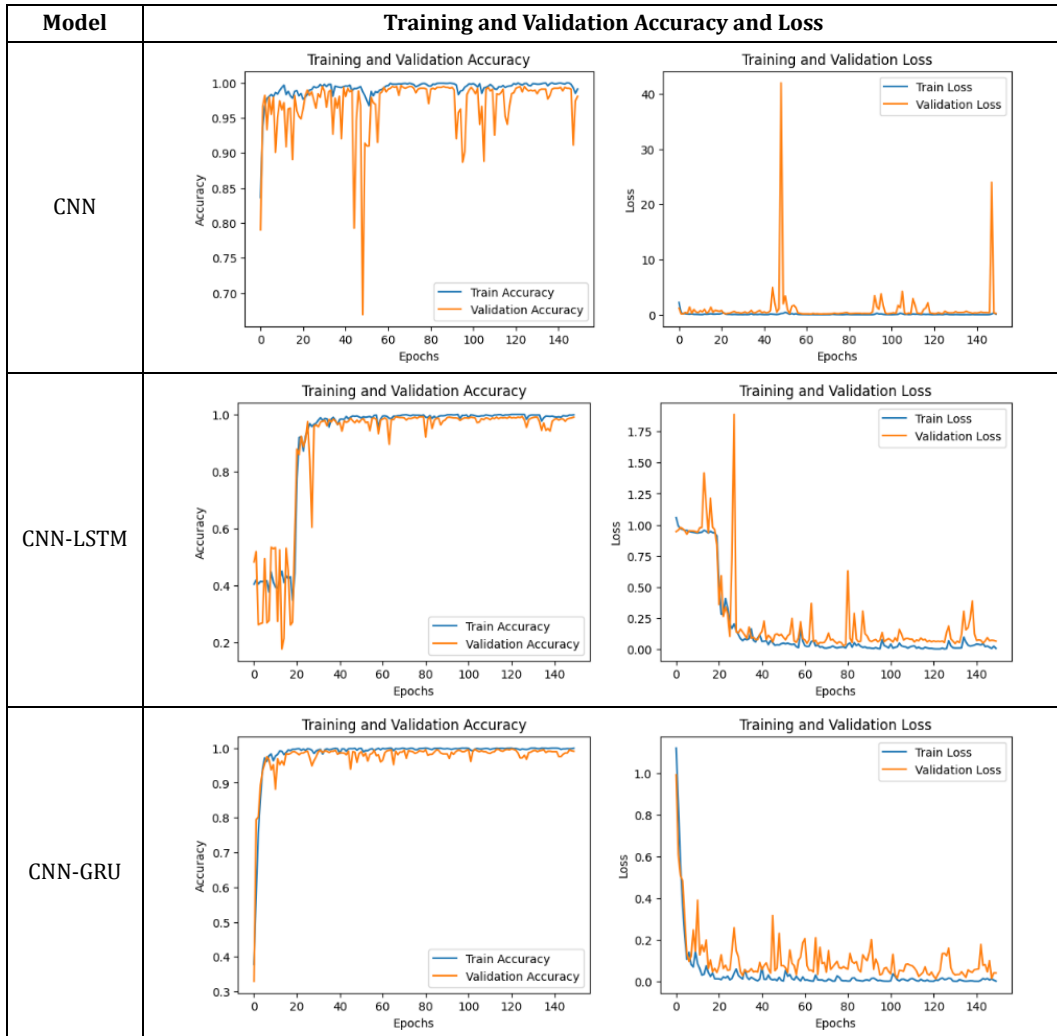 Model Training and Validation Accuracy and Loss
CNN
Training and Validation Accuracy
1.00
0.95
0.90
0.85
0.80
0.75
0.70
Accuracy
Train Accuracy
Validation Accuracy
0 20 40 60 80 100 120 140
Epochs
Training and Validation Loss
40
30
20
10
0
Loss
Train Loss
Validation Loss
0 20 40 60 80 100 120 140
Epochs
CNN-LSTM
Training and Validation Accuracy
1.0
0.8
0.6
0.4
0.2
Accuracy
Train Accuracy
Validation Accuracy
0 20 40 60 80 100 120 140
Epochs
Training and Validation Loss
1.75
1.50
1.25
1.00
0.75
0.50
0.25
0.00
Loss
Train Loss
Validation Loss
0 20 40 60 80 100 120 140
Epochs
CNN-GRU
Training and Validation Accuracy
1.0
0.9
0.8
0.7
0.6
0.5
0.4
0.3
Accuracy
Train Accuracy
Validation Accuracy
0 20 40 60 80 100 120 140
Epochs
Training and Validation Loss
1.0
0.8
0.6
0.4
0.2
0.0
Loss
Train Loss
Validation Loss
0 20 40 60 80 100 120 140
Epochs